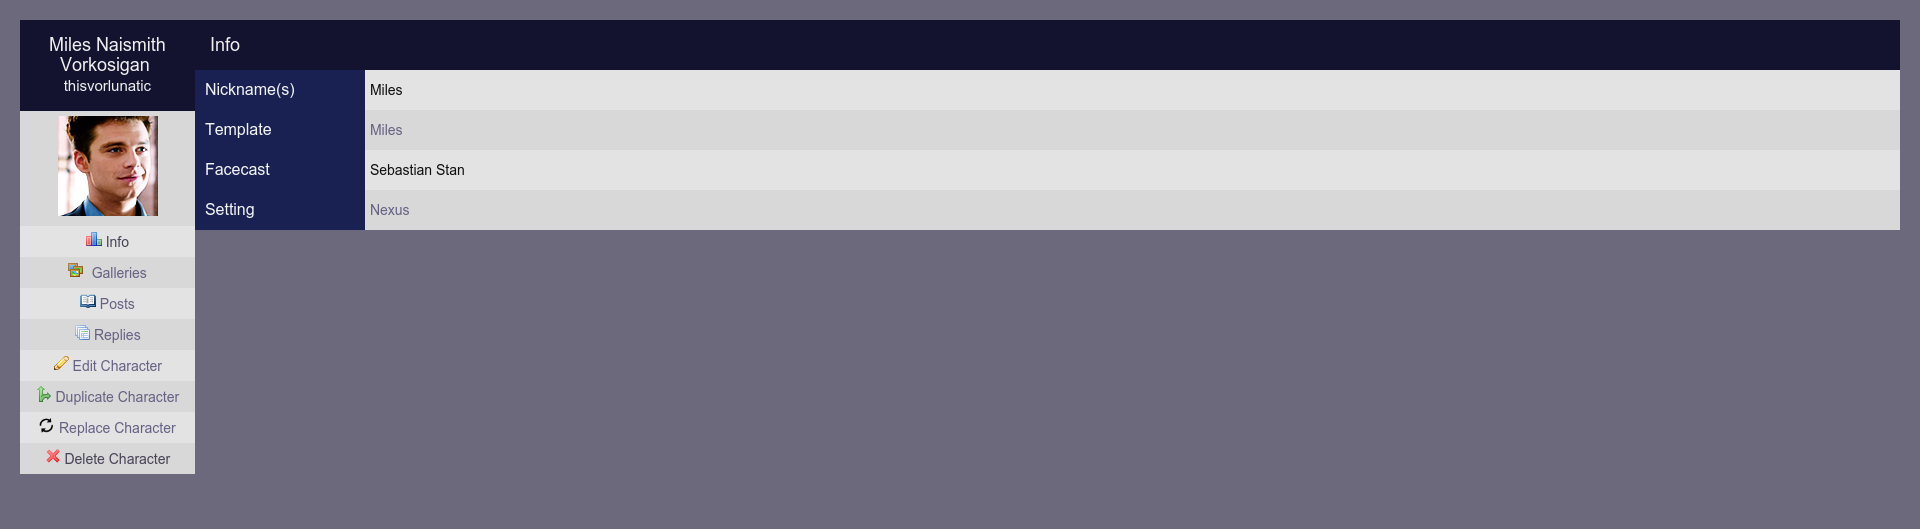 Miles Naismith
Vorkosigan
thisvorlunatic
Info
Galleries
Posts
Replies
Edit Character
Duplicate Character
Replace Character
Delete Character
Info
Nickname(s) Miles
Template Miles
Facecast Sebastian Stan
Setting Nexus